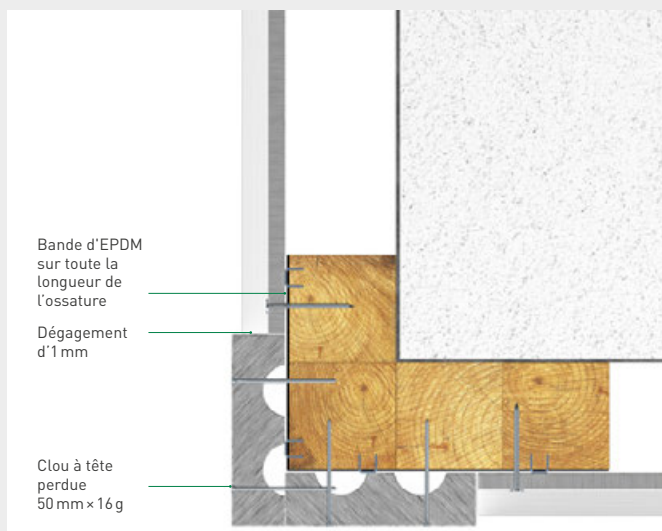 Bande d'EPDM
sur toute la
longueur de
l'ossature
Dégagement
d'1 mm
Clou à tête
perdue
50 mm × 16 g